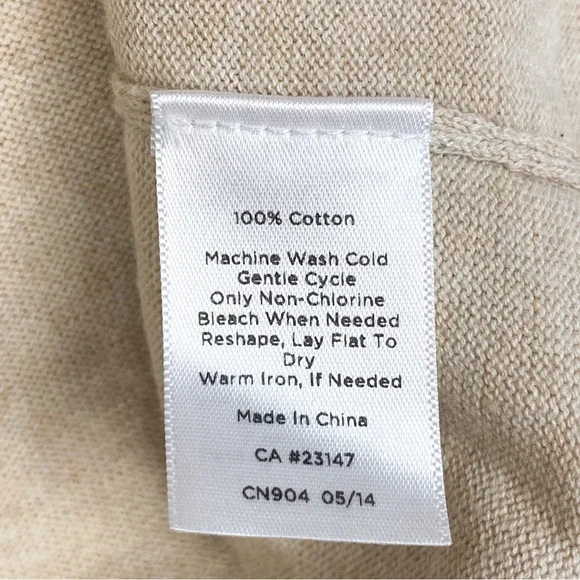 100% Cotton
Machine Wash Cold
Gentle Cycle
Only Non-Chlorine
Bleach When Needed
Reshape, Lay Flat To
Dry
Warm Iron, If Needed
Made In China
CA #23147
CN904 05/14